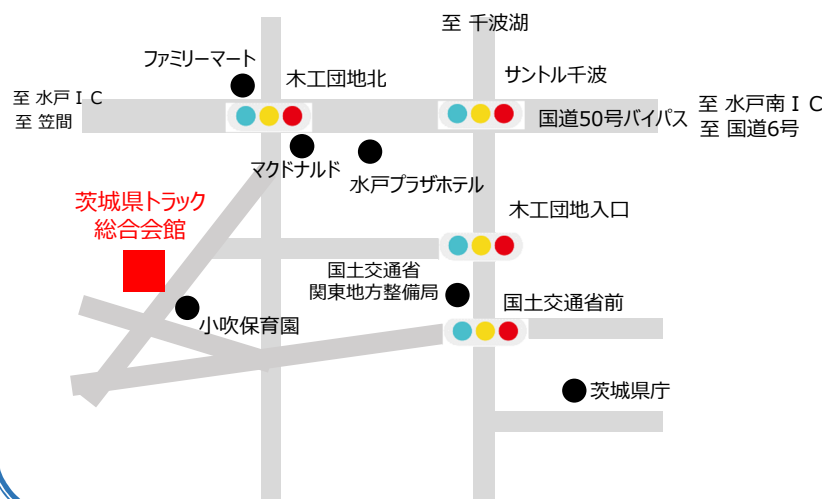 至 千波湖
ファミリーマート
木工団地北
サントル千波
至 水戸ＩＣ
至 笠間
国道50号バイパス
至 水戸南ＩＣ
至 国道6号
マクドナルド
水戸プラザホテル
茨城県トラック
総合会館
木工団地入口
国土交通省
関東地方整備局
国土交通省前
小吹保育園
茨城県庁